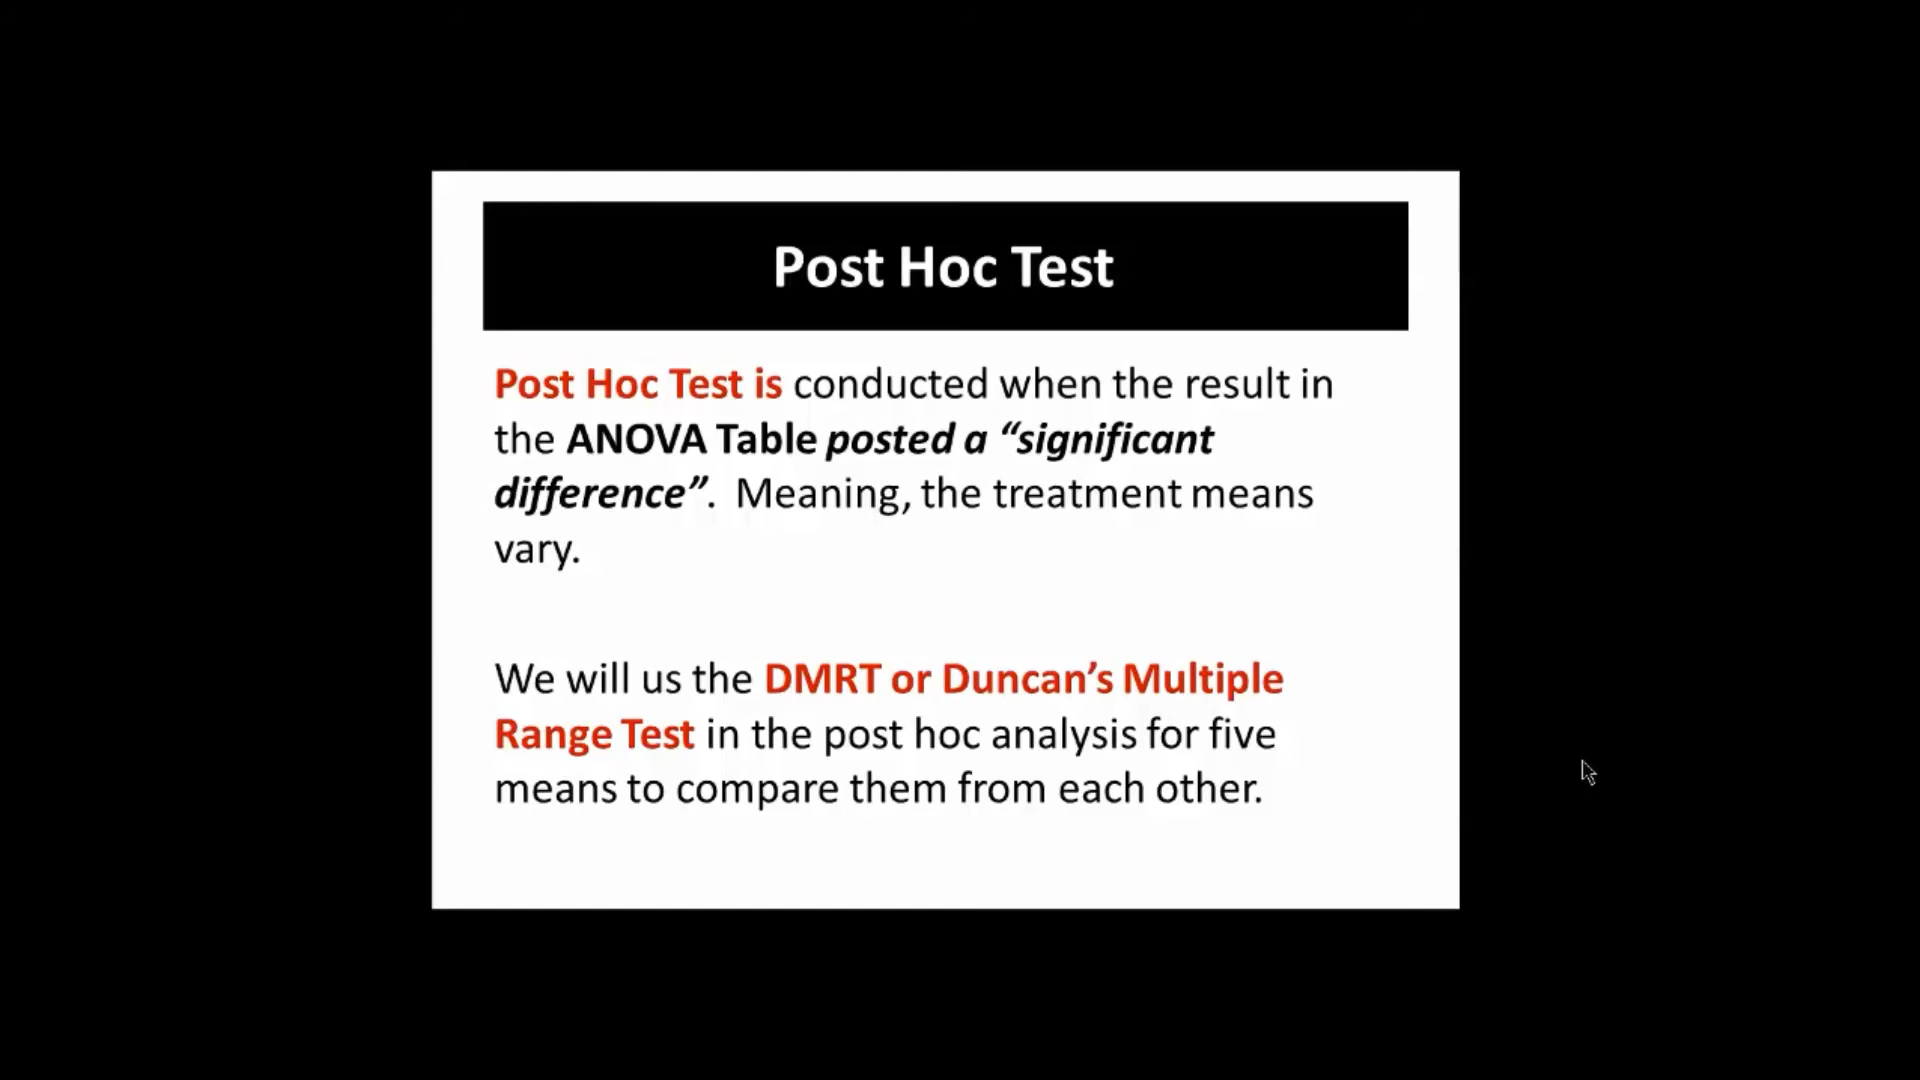 Post Hoc Test
Post Hoc Test is conducted when the result in
the ANOVA Table posted a “significant
difference”.  Meaning, the treatment means
vary.
We will us the DMRT or Duncan’s Multiple
Range Test in the post hoc analysis for five
means to compare them from each other.